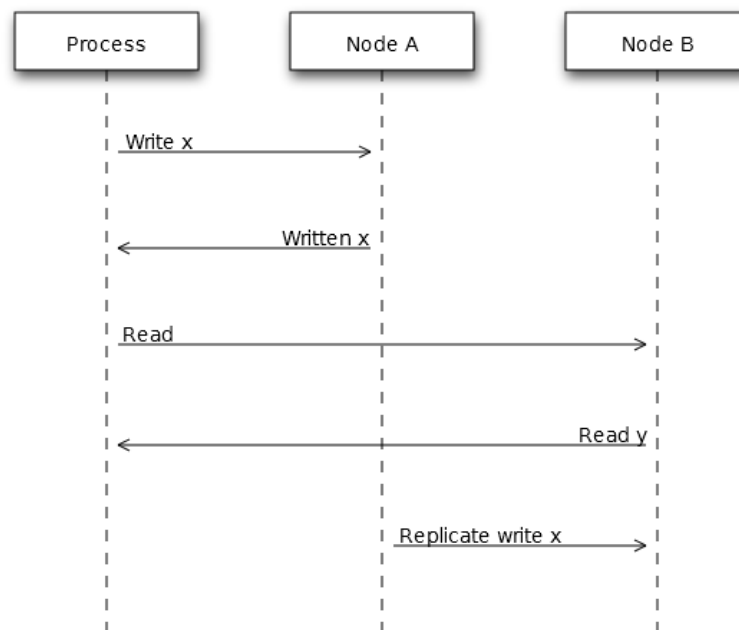 Process
Node A
Node B
Write x
Written x
Read
Read y
Replicate write x